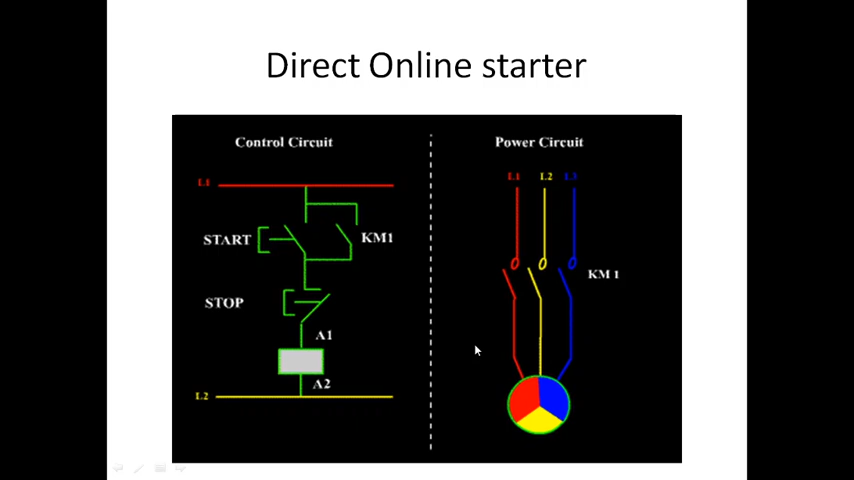 Direct Online starter
Control Circuit
Power Circuit
L1
L1
L2
L3
START
KM1
STOP
KM 1
A1
A2
L2